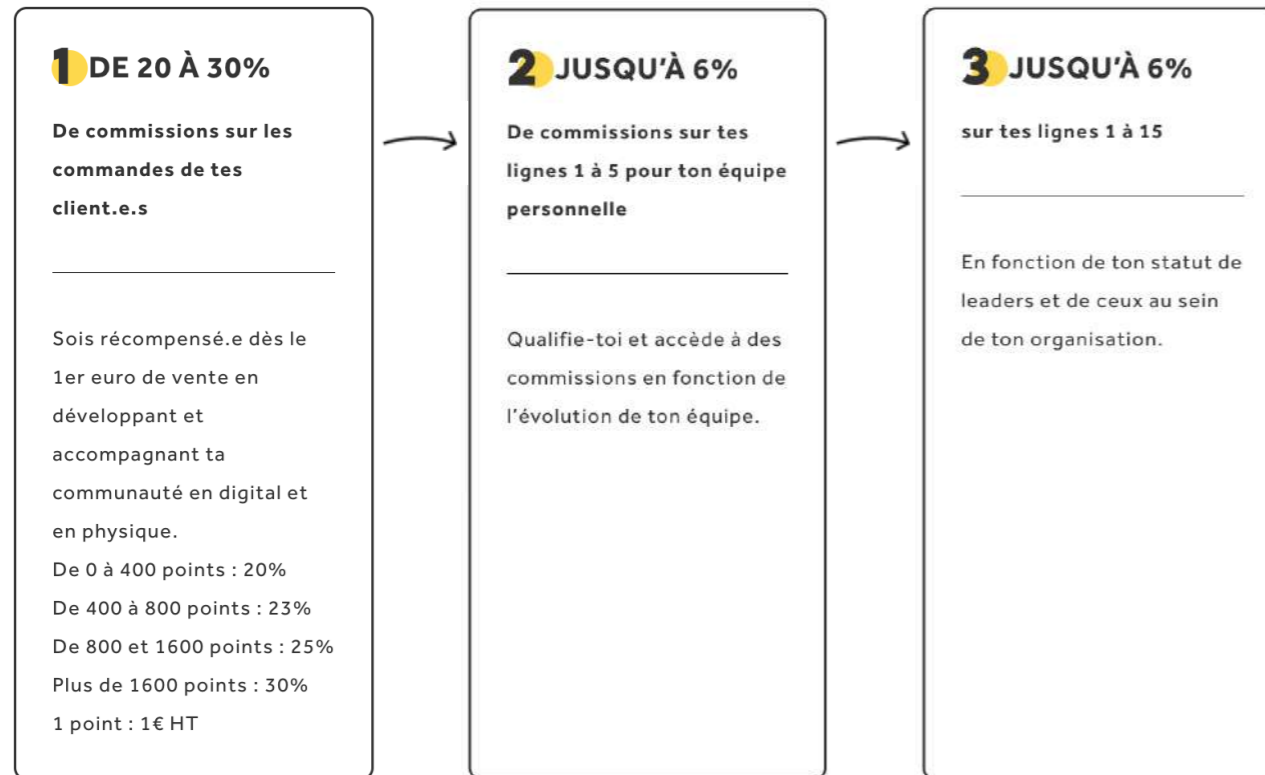 1 DE 20 À 30%
De commissions sur les
commandes de tes
client.e.s
Sois récompensé.e dès le
1er euro de vente en
développant et
accompagnant ta
communauté en digital et
en physique.
De 0 à 400 points : 20%
De 400 à 800 points : 23%
De 800 et 1600 points : 25%
Plus de 1600 points : 30%
1 point : 1€ HT
2 JUSQU'À 6%
De commissions sur tes
lignes 1 à 5 pour ton équipe
personnelle
Qualifie-toi et accède à des
commissions en fonction de
l'évolution de ton équipe.
3 JUSQU'À 6%
sur tes lignes 1 à 15
En fonction de ton statut de
leaders et de ceux au sein
de ton organisation.